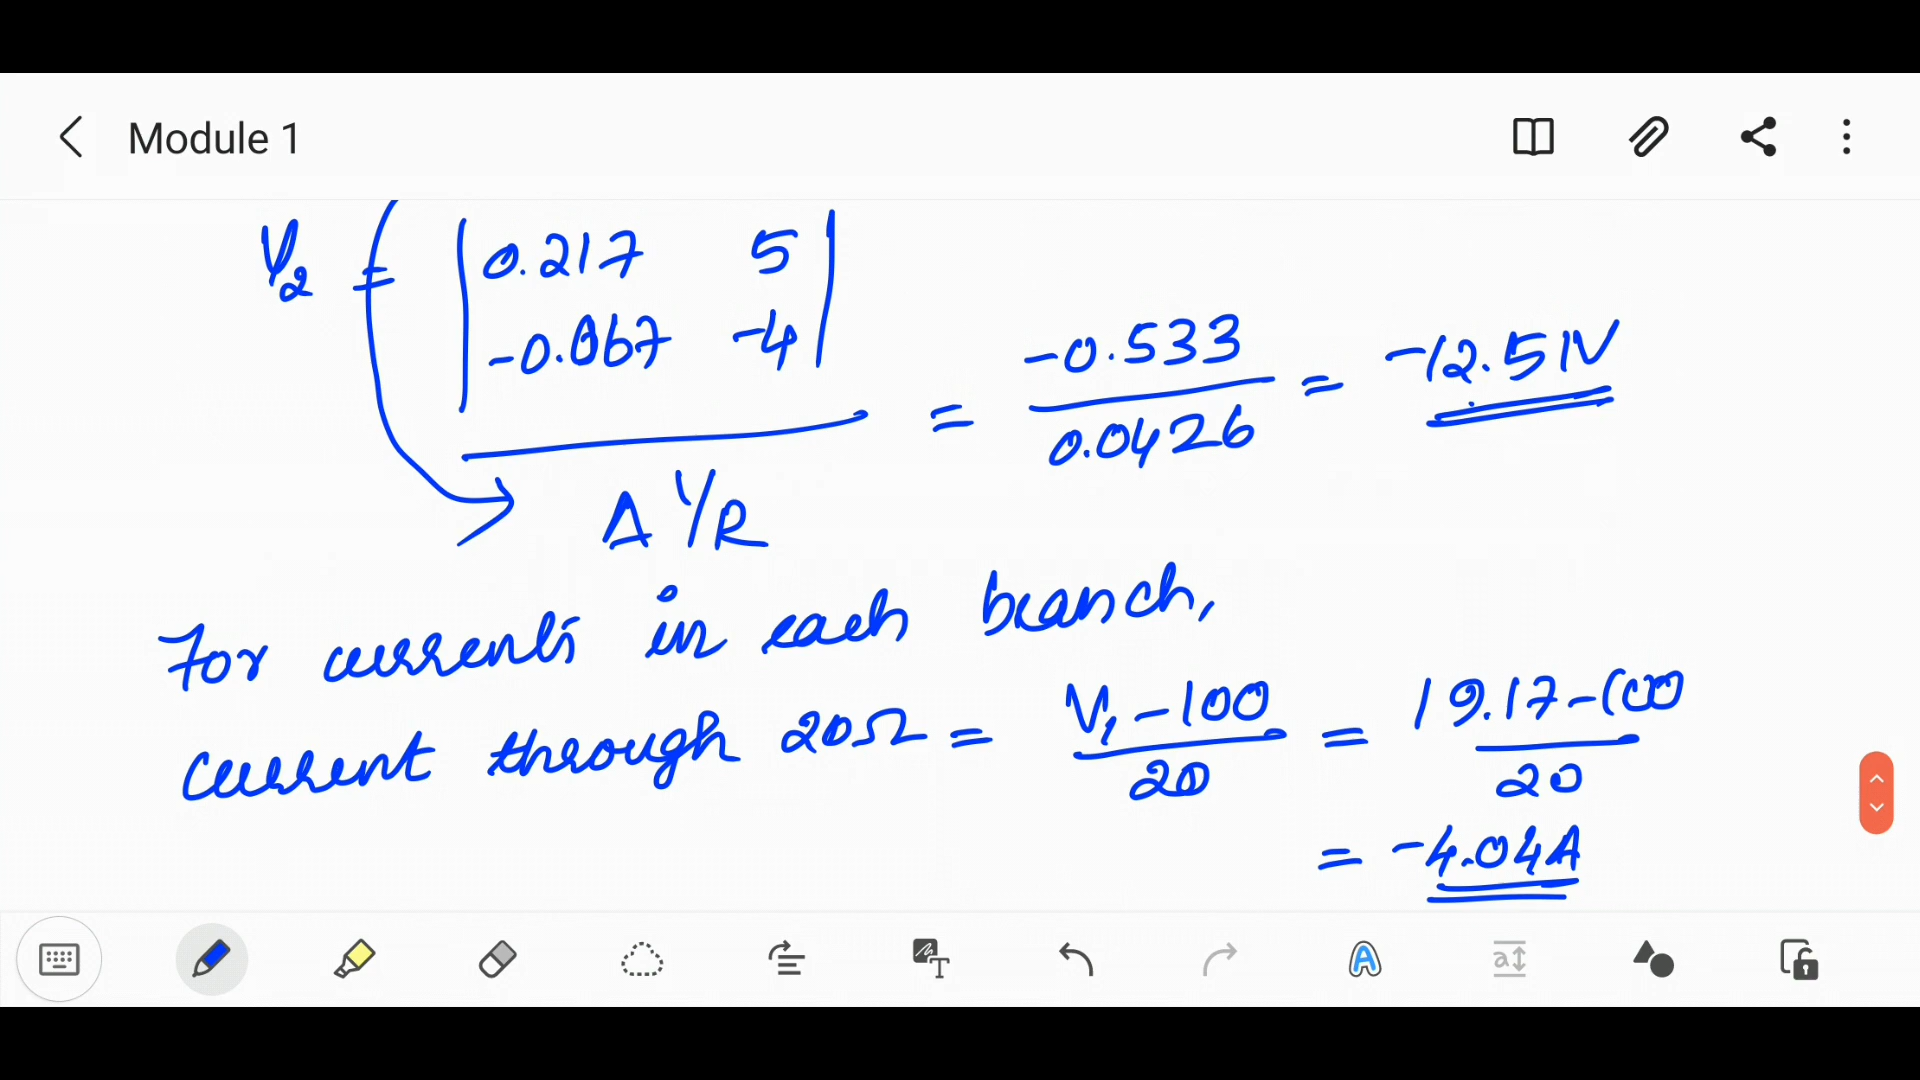 Module 1
V2 = |0.217 5|
|-0.067 -4|
Δ 1/R
= -0.533 / 0.0426 = -12.51V
For currents in each branch,
current through 20Ω = V1-100 / 20 = 19.17-100 / 20
= -4.04A